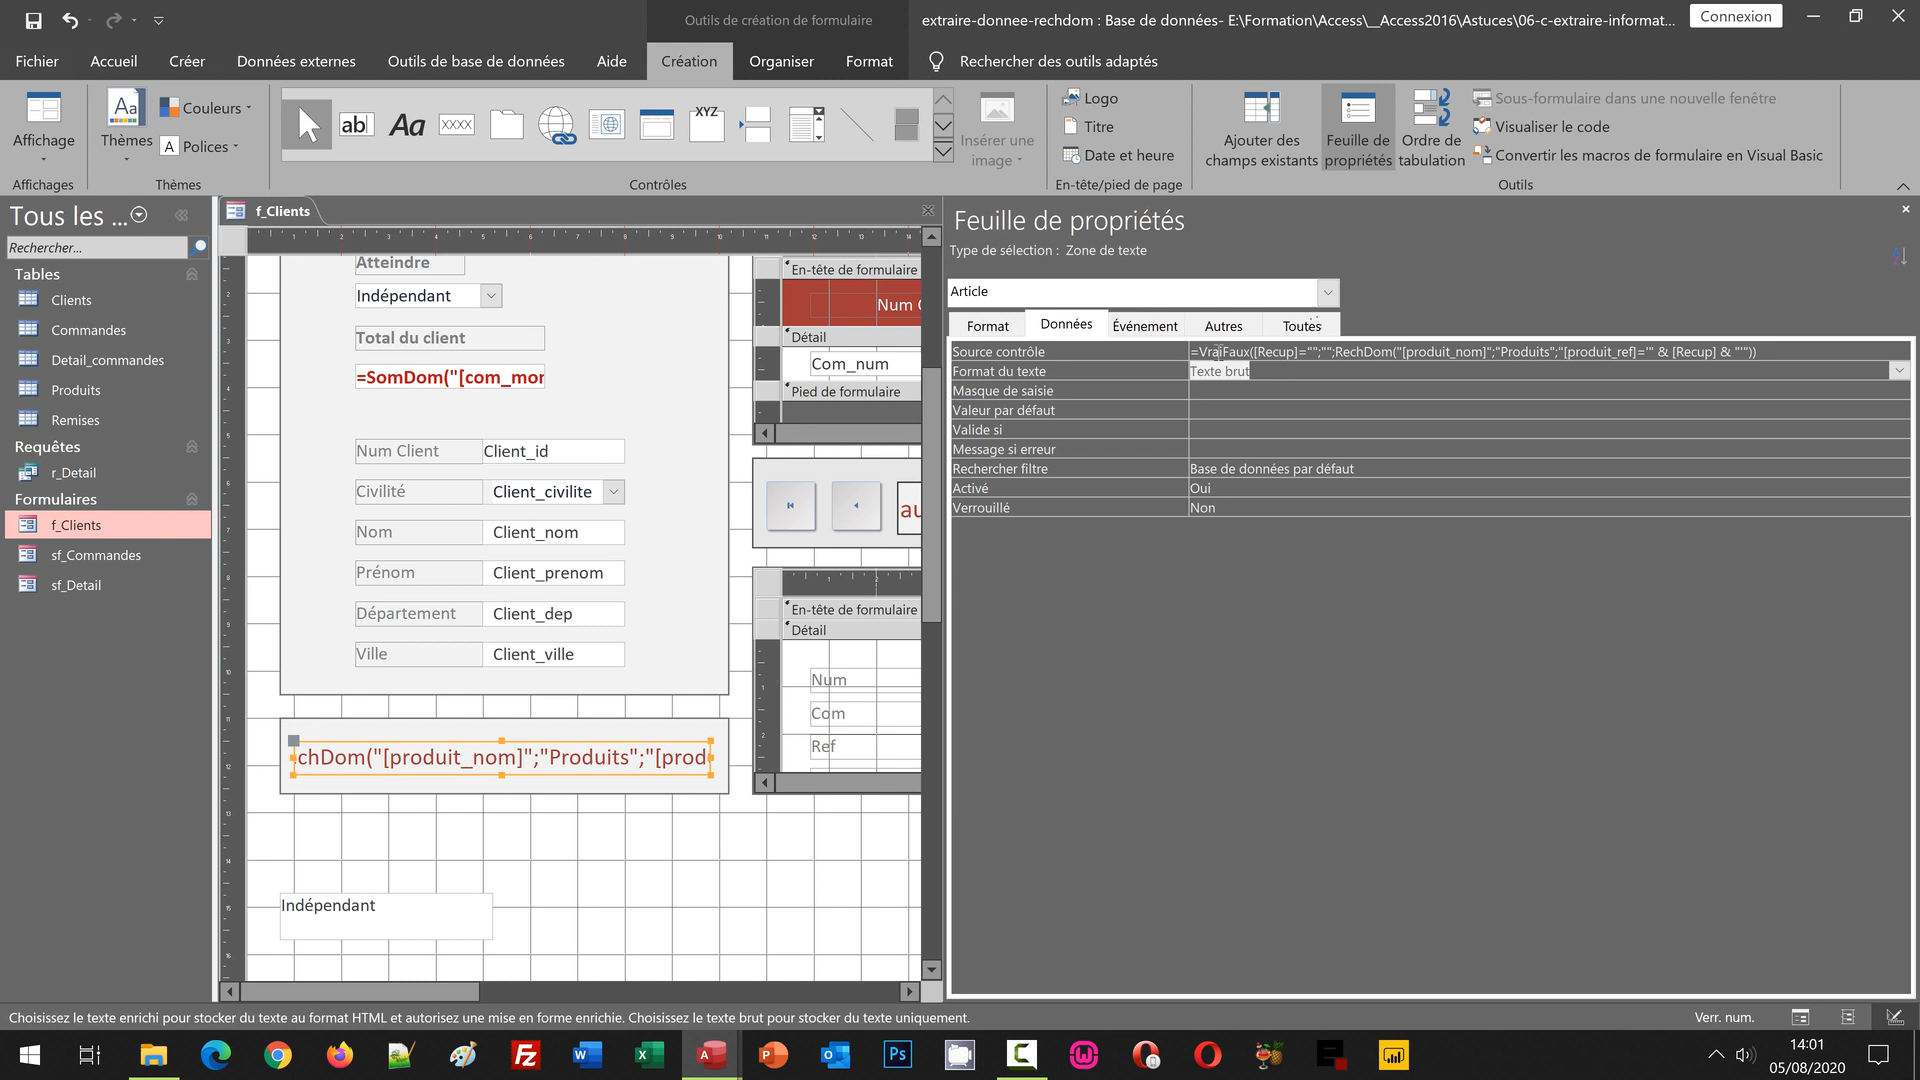 Outils de création de formulaire
extraire-donnee-rechdom : Base de données- E:\Formation\Access\__Access2016\Astuces\06-c-extraire-informat...
Connexion
Fichier
Accueil
Créer
Données externes
Outils de base de données
Aide
Création
Organiser
Format
Rechercher des outils adaptés
Affichage
Thèmes
Couleurs
Polices
Aa
ab
Aa
XXXX
XYZ
Insérer une image
Logo
Titre
Date et heure
Ajouter des champs existants
Feuille de propriétés
Ordre de tabulation
Sous-formulaire dans une nouvelle fenêtre
Visualiser le code
Convertir les macros de formulaire en Visual Basic
Affichages
Thèmes
Contrôles
En-tête/pied de page
Outils
Tous les ...
Rechercher...
Tables
Clients
Commandes
Detail_commandes
Produits
Remises
Requêtes
r_Detail
Formulaires
f_Clients
sf_Commandes
sf_Detail
f_Clients
Atteindre
Indépendant
Total du client
=SomDom("[com_mor
Num Client
Client_id
Civilité
Client_civilite
Nom
Client_nom
Prénom
Client_prenom
Département
Client_dep
Ville
Client_ville
chDom("[produit_nom]";"Produits";"[prod
Indépendant
En-tête de formulaire
Num C
Détail
Com_num
Pied de formulaire
au
En-tête de formulaire
Détail
Num
Com
Ref
Feuille de propriétés
Type de sélection : Zone de texte
Article
Format
Données
Événement
Autres
Toutes
Source contrôle
=VraiFaux([Recup]="";"";RechDom("[produit_nom]";"Produits";"[produit_ref]='" & [Recup] & "'"))
Format du texte
Texte brut
Masque de saisie
Valeur par défaut
Valide si
Message si erreur
Rechercher filtre
Base de données par défaut
Activé
Oui
Verrouillé
Non
Choisissez le texte enrichi pour stocker du texte au format HTML et autorisez une mise en forme enrichie. Choisissez le texte brut pour stocker du texte uniquement.
Verr. num.
14:01
05/08/2020